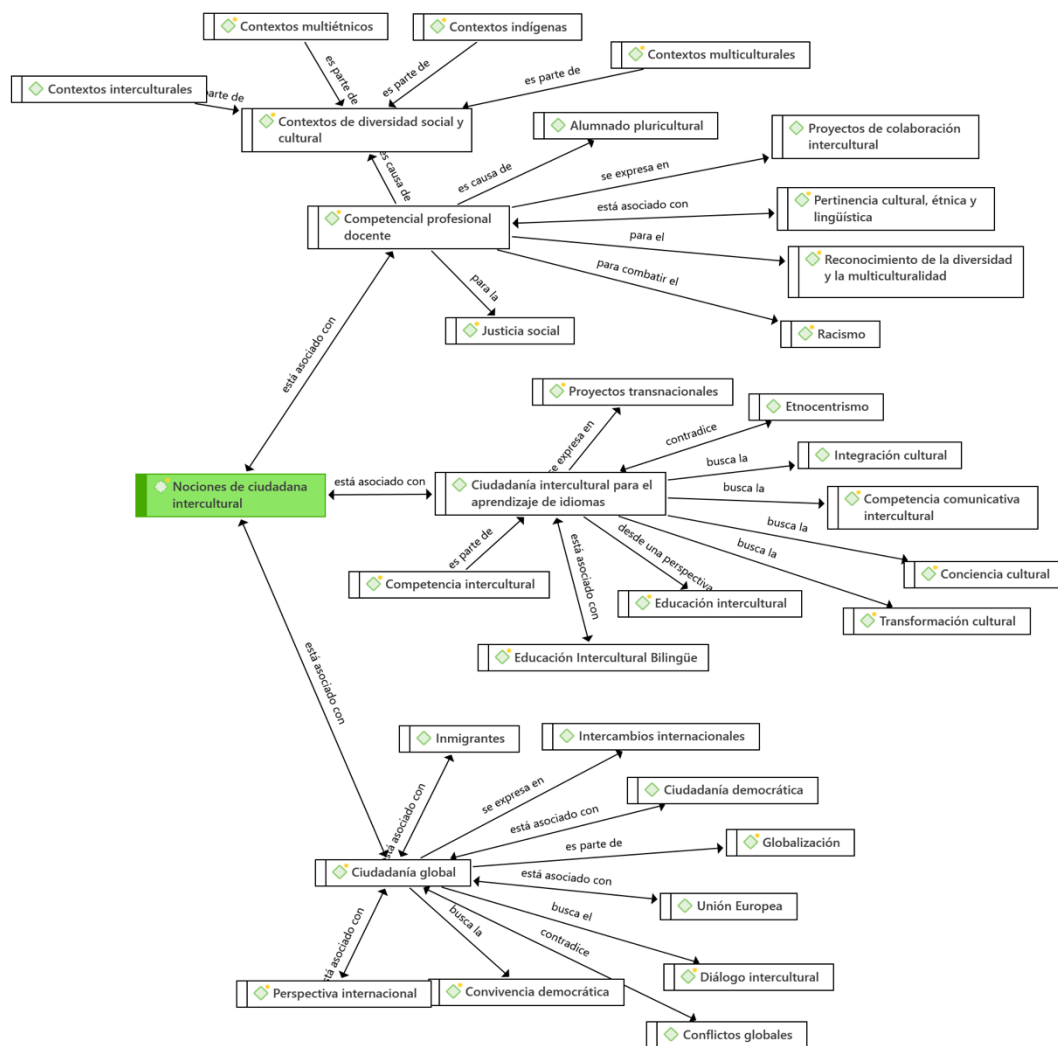 Contextos multiétnicos
Contextos indígenas
Contextos multiculturales
Contextos interculturales
es parte de
es parte de
es parte de
parte de
Contextos de diversidad social y
cultural
Alumnado pluricultural
Proyectos de colaboración
intercultural
es causa de
es causa de
se expresa en
está asociado con
Pertinencia cultural, étnica y
lingüística
Competencial profesional
docente
para el
Reconocimiento de la diversidad
y la multiculturalidad
para combatir el
para la
Justicia social
Racismo
está asociado con
Proyectos transnacionales
Etnocentrismo
se expresa en
contradice
Integración cultural
busca la
Nociones de ciudadana
intercultural
está asociado con
Ciudadanía intercultural para el
aprendizaje de idiomas
busca la
Competencia comunicativa
intercultural
busca la
busca la
es parte de
está asociado con
desde una perspectiva
Competencia intercultural
Conciencia cultural
Educación intercultural
Transformación cultural
Educación Intercultural Bilingüe
está asociado con
Inmigrantes
Intercambios internacionales
se expresa en
Ciudadanía democrática
está asociado con
está asociado con
es parte de
Globalización
Ciudadanía global
está asociado con
Unión Europea
busca el
busca la
contradice
está asociado con
Diálogo intercultural
Perspectiva internacional
Convivencia democrática
Conflictos globales